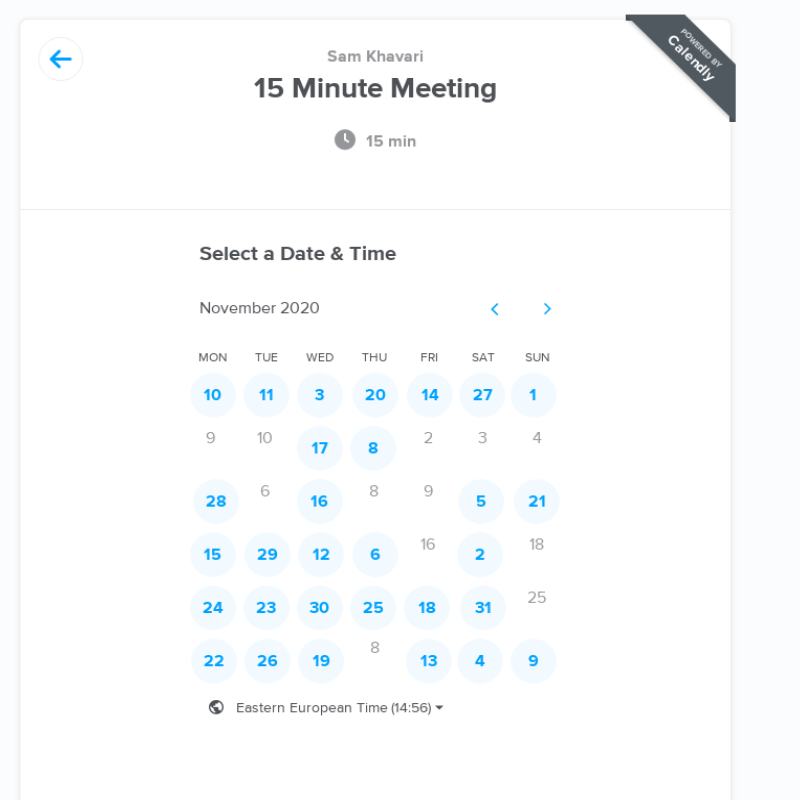 POWERED BY
Calendly
Sam Khavari
15 Minute Meeting
15 min
Select a Date & Time
November 2020
MON TUE WED THU FRI SAT SUN
10 11 3 20 14 27 1
9 10 17 8 2 3 4
28 6 16 8 9 5 21
15 29 12 6 16 2 18
24 23 30 25 18 31 25
22 26 19 8 13 4 9
Eastern European Time (14:56)